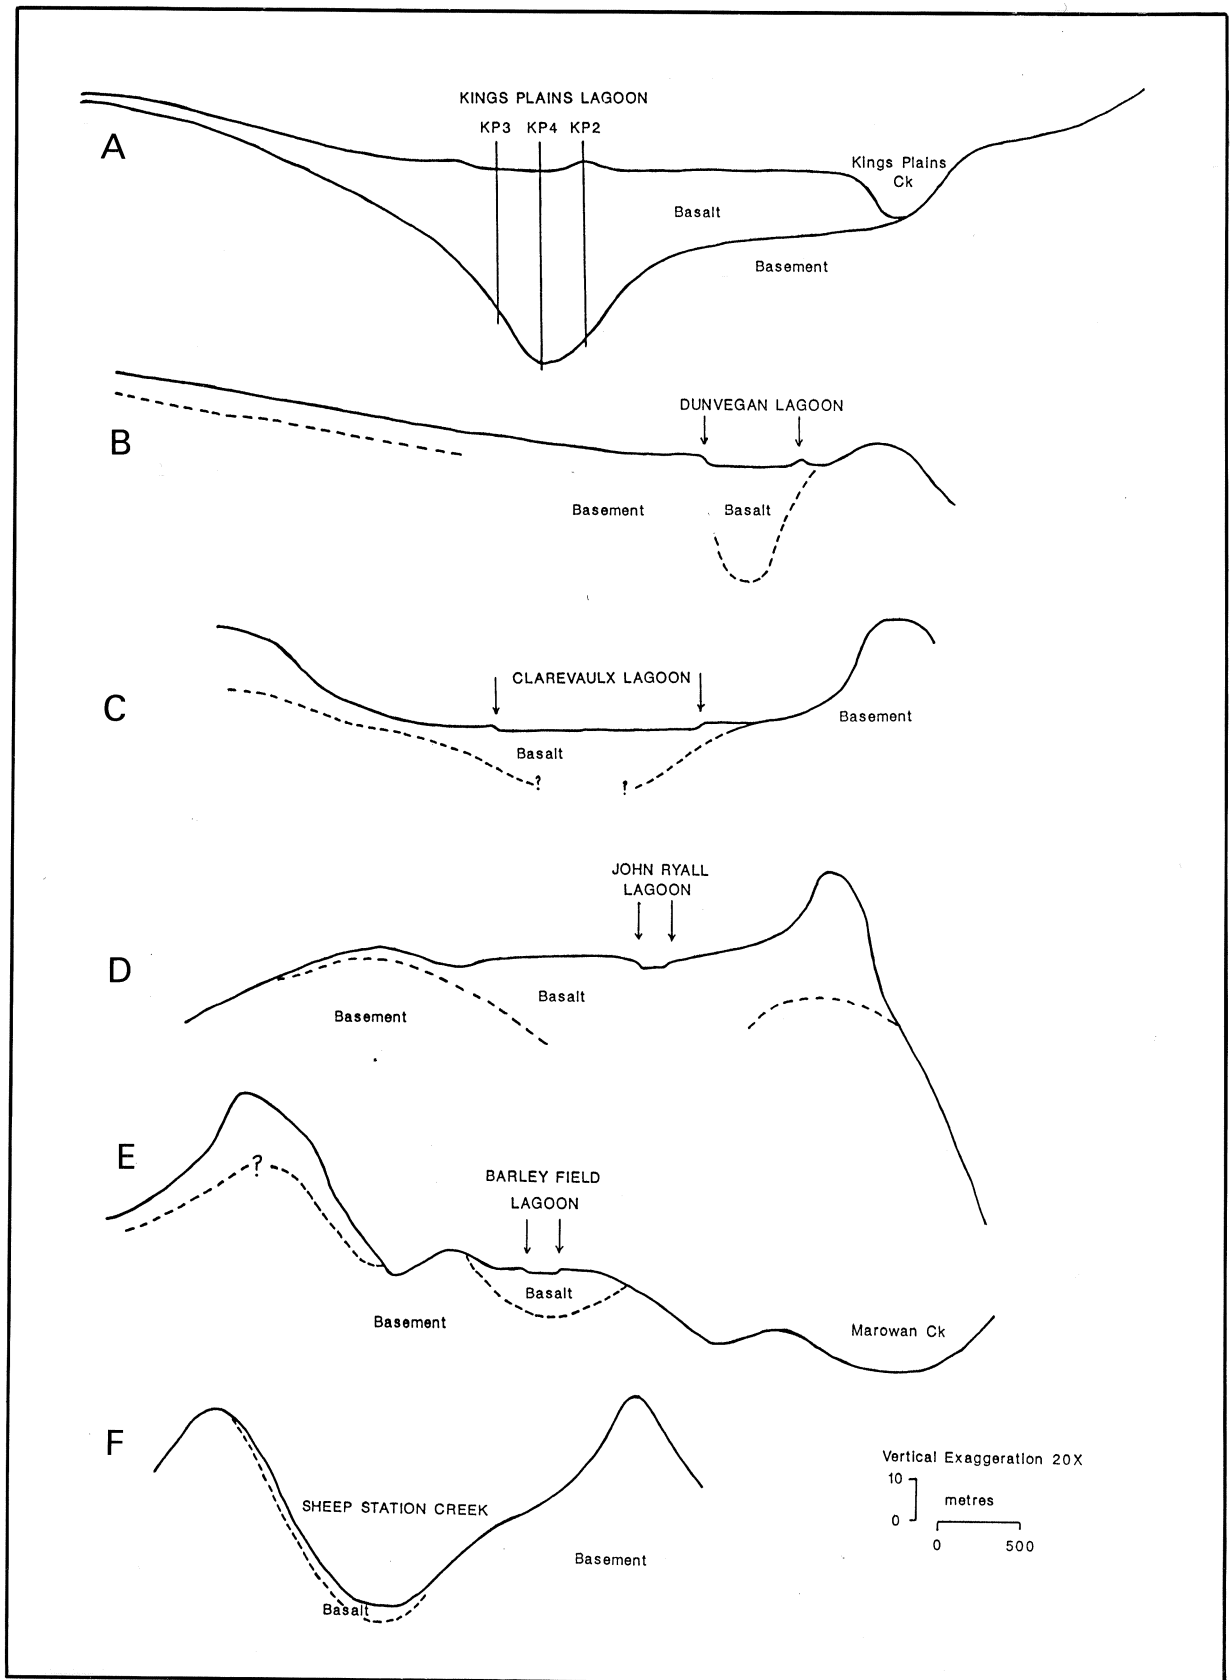 KINGS PLAINS LAGOON
KP3 KP4 KP2
A
Kings Plains
Ck
Basalt
Basement
DUNVEGAN LAGOON
B
Basement
Basalt
CLAREVAULX LAGOON
C
Basement
Basalt
? ?
JOHN RYALL
LAGOON
D
Basalt
Basement
E
?
BARLEY FIELD
LAGOON
Basalt
Basement
Marowan Ck
F
Vertical Exaggeration 20X
10
metres
0
0 500
SHEEP STATION CREEK
Basement
Basalt